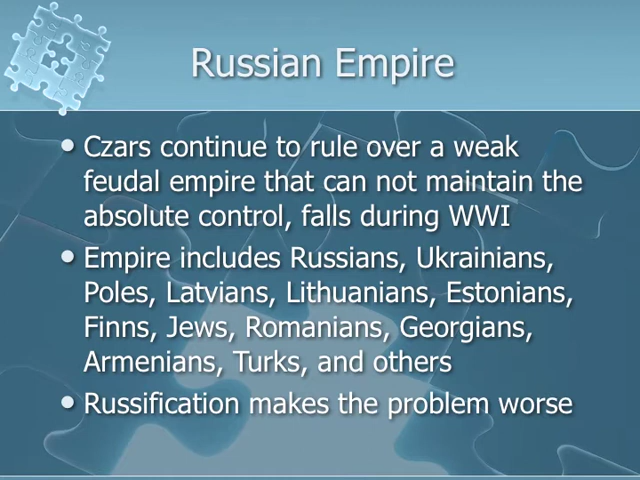 Russian Empire
• Czars continue to rule over a weak
feudal empire that can not maintain the
absolute control, falls during WWI
• Empire includes Russians, Ukrainians,
Poles, Latvians, Lithuanians, Estonians,
Finns, Jews, Romanians, Georgians,
Armenians, Turks, and others
• Russification makes the problem worse